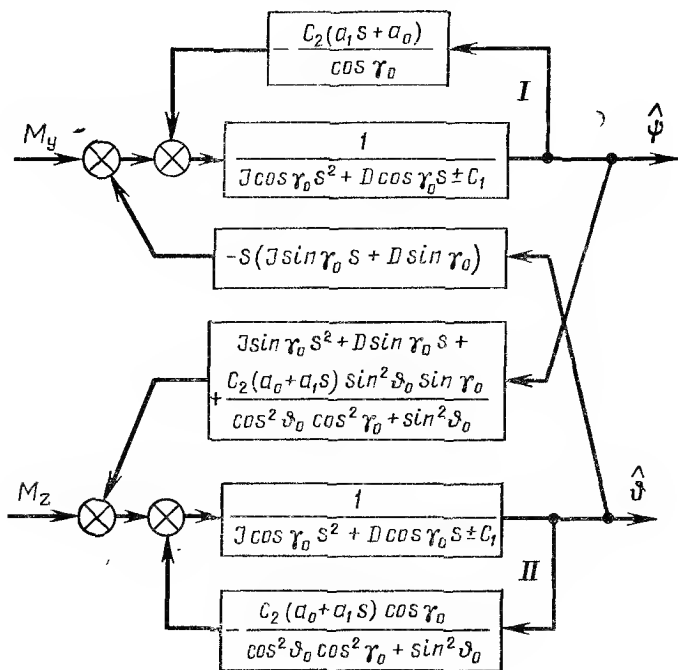 - C₂(a₁s + a₀)
cos γ₀
I
M_y
ψ̂
1
J cos γ₀ s² + D cos γ₀ s ± C₁
-s(J sin γ₀ s + D sin γ₀)
J sin γ₀ s² + D sin γ₀ s +
+ C₂(a₀ + a₁s) sin² ϑ₀ sin γ₀
cos² ϑ₀ cos² γ₀ + sin² ϑ₀
M_z
ϑ̂
1
J cos γ₀ s² + D cos γ₀ s ± C₁
II
- C₂(a₀ + a₁s) cos γ₀
cos² ϑ₀ cos² γ₀ + sin² ϑ₀